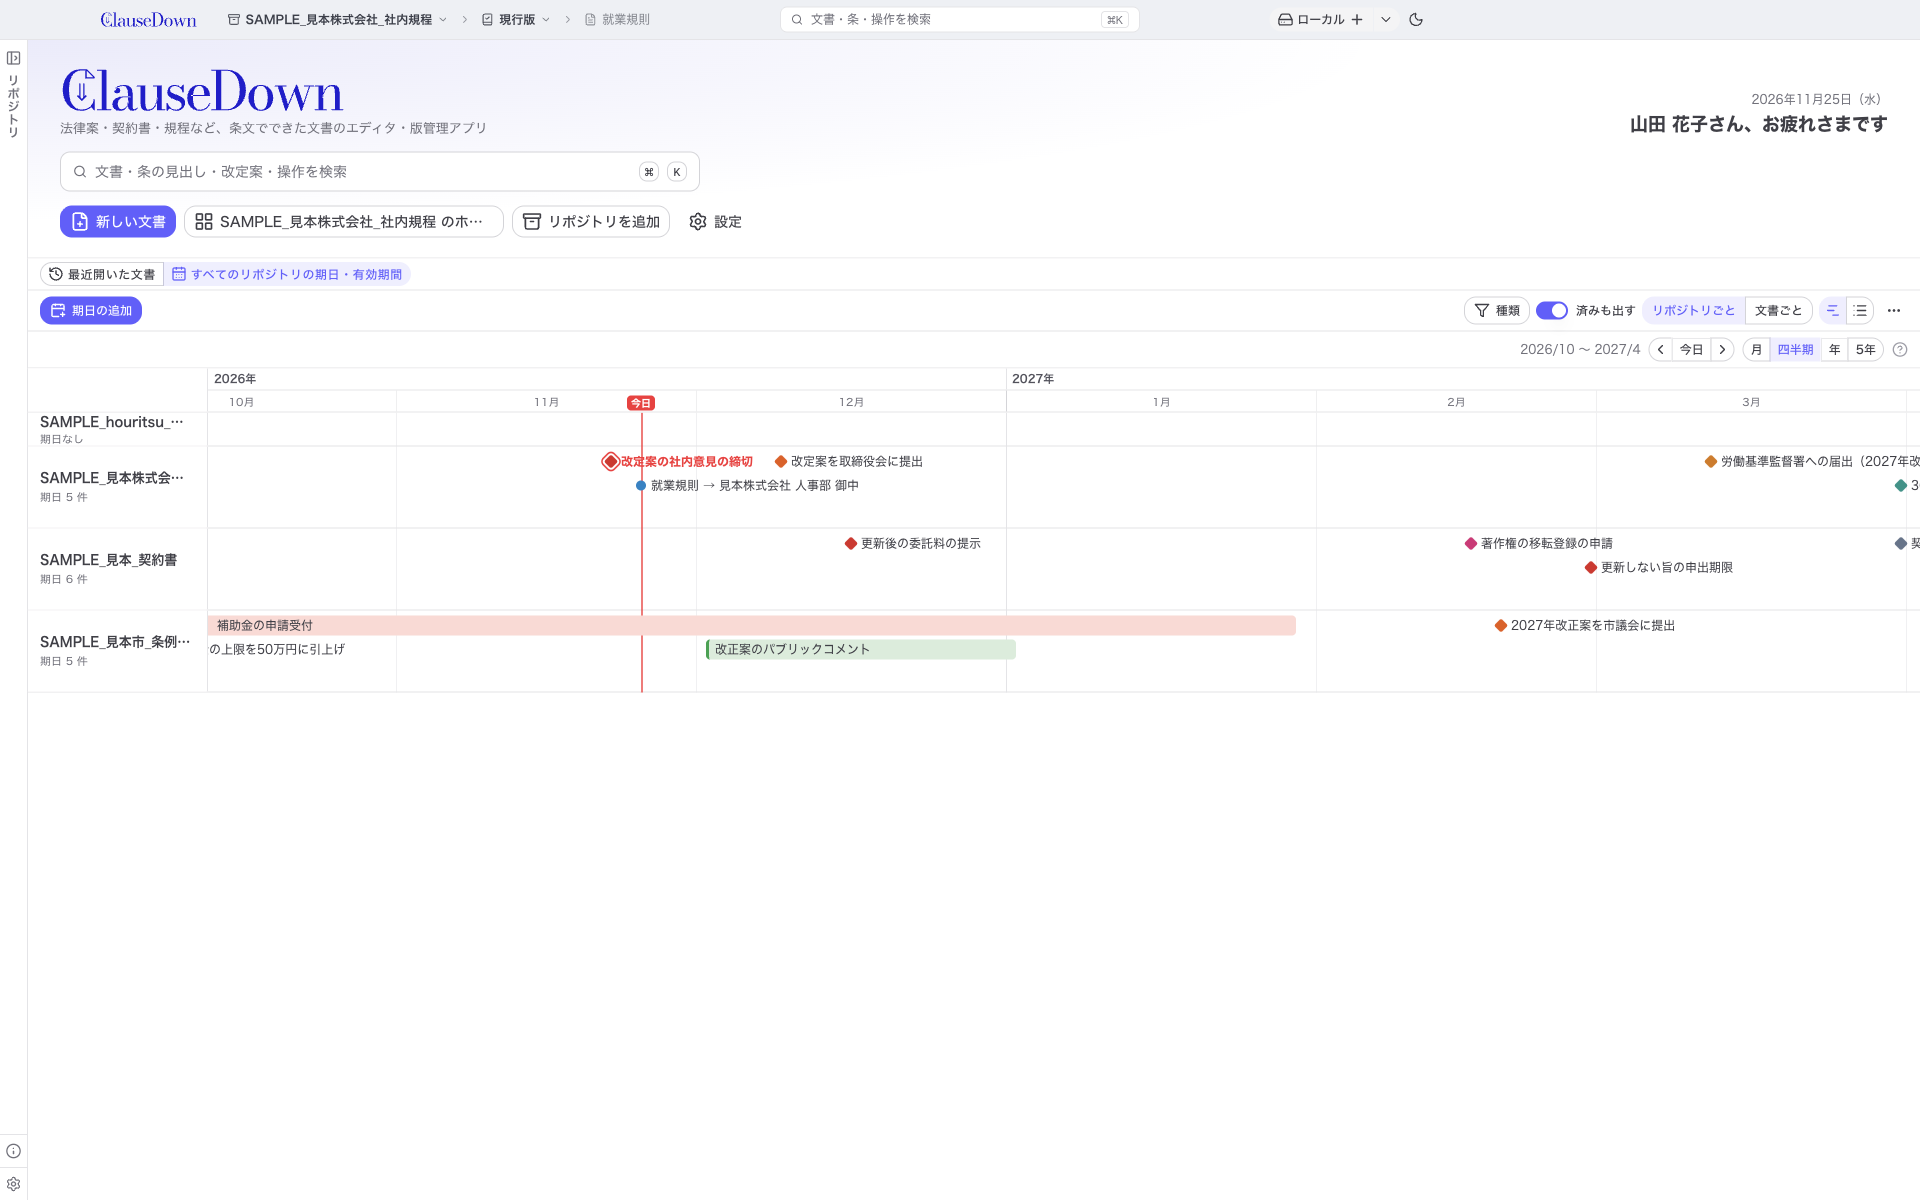 ClauseDown
SAMPLE_見本株式会社_社内規程
現行版
就業規則
文書・条・操作を検索
⌘K
ローカル
リポジトリ
ClauseDown
法律案・契約書・規程など、条文でできた文書のエディタ・版管理アプリ
2026年11月25日（水）
山田 花子さん、お疲れさまです
文書・条の見出し・改定案・操作を検索
⌘ K
新しい文書
SAMPLE_見本株式会社_社内規程 のホ…
リポジトリを追加
設定
最近開いた文書
すべてのリポジトリの期日・有効期間
期日の追加
種類
済みも出す
リポジトリごと
文書ごと
2026/10 ～ 2027/4
今日
月
四半期
年
5年
2026年
2027年
10月
11月
今日
12月
1月
2月
3月
SAMPLE_houritsu_…
期日なし
SAMPLE_見本株式会…
期日 5 件
改定案の社内意見の締切
改定案を取締役会に提出
労働基準監督署への届出（2027年改
就業規則 → 見本株式会社 人事部 御中
3
SAMPLE_見本_契約書
期日 6 件
更新後の委託料の提示
著作権の移転登録の申請
契
更新しない旨の申出期限
SAMPLE_見本市_条例…
期日 5 件
補助金の申請受付
2027年改正案を市議会に提出
の上限を50万円に引上げ
改正案のパブリックコメント